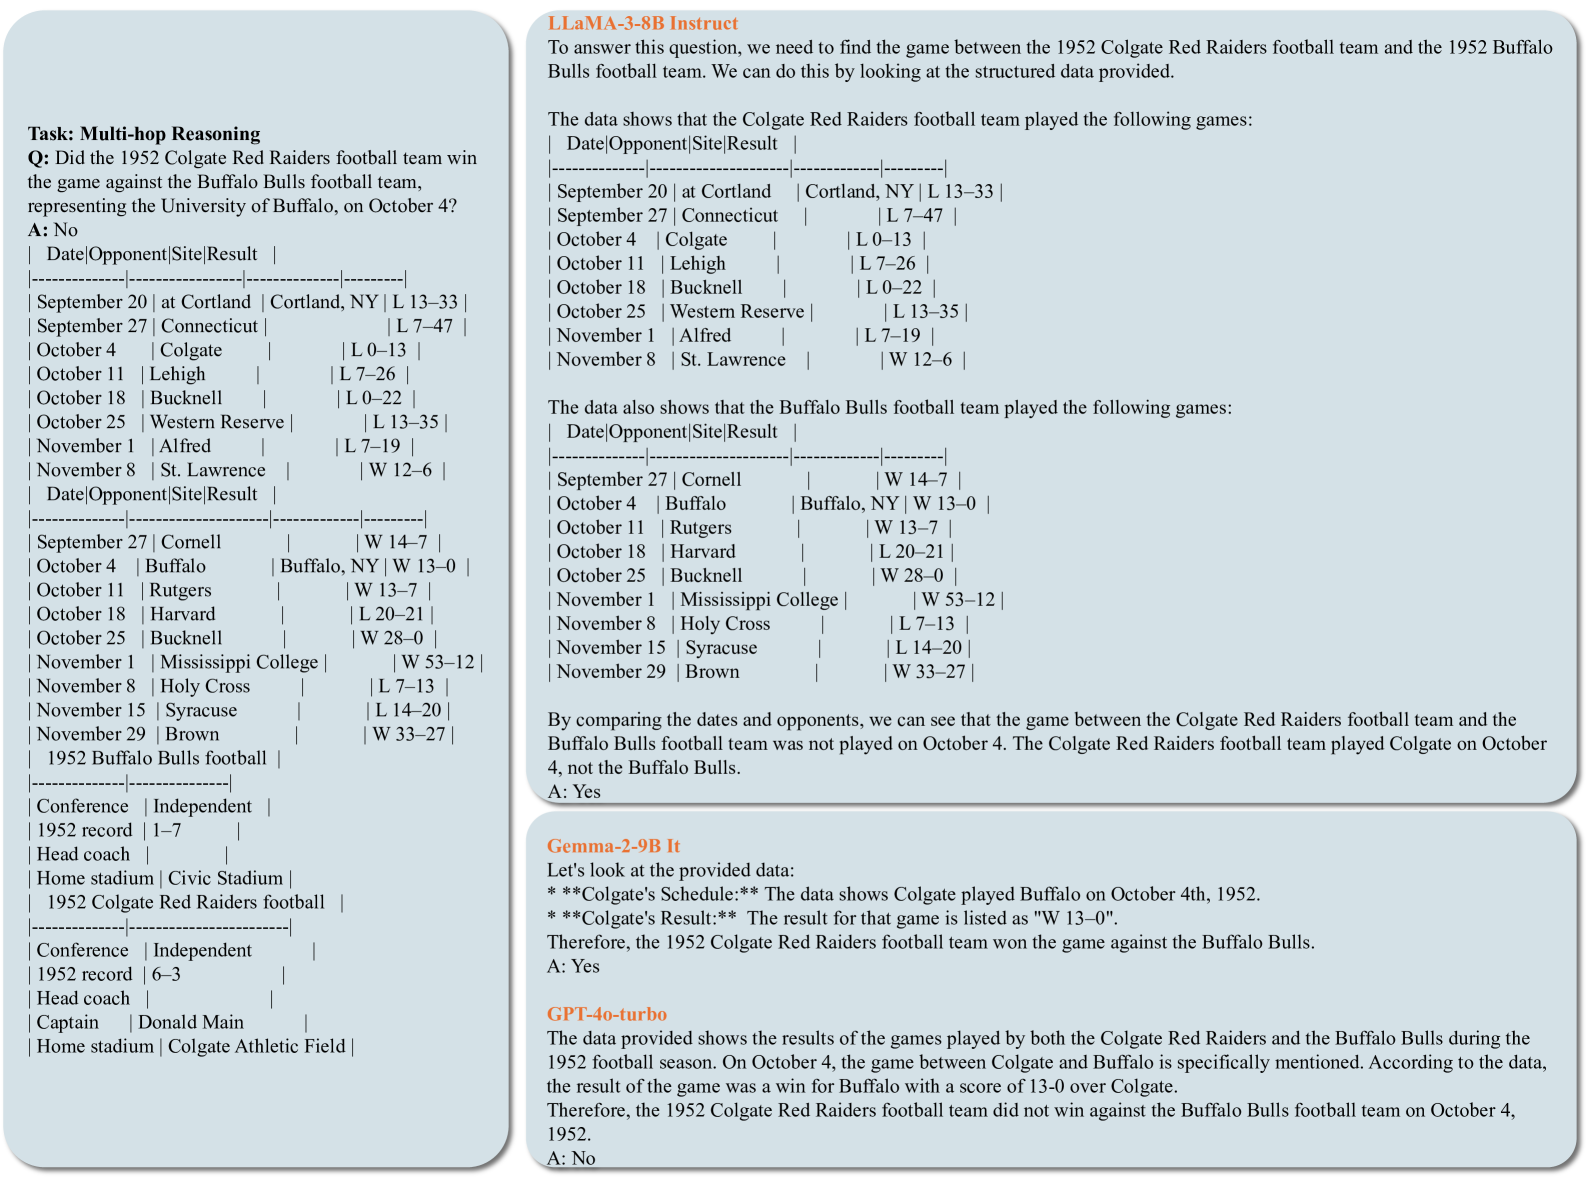 Task: Multi-hop Reasoning
Q: Did the 1952 Colgate Red Raiders football team win
the game against the Buffalo Bulls football team,
representing the University of Buffalo, on October 4?
A: No
| Date|Opponent|Site|Result |
|--------------|-----------------|--------------|---------|
| September 20 | at Cortland | Cortland, NY | L 13–33 |
| September 27 | Connecticut | | L 7–47 |
| October 4 | Colgate | | L 0–13 |
| October 11 | Lehigh | | L 7–26 |
| October 18 | Bucknell | | L 0–22 |
| October 25 | Western Reserve | | L 13–35 |
| November 1 | Alfred | | L 7–19 |
| November 8 | St. Lawrence | | W 12–6 |
| Date|Opponent|Site|Result |
|--------------|---------------------|-------------|---------|
| September 27 | Cornell | | W 14–7 |
| October 4 | Buffalo | Buffalo, NY | W 13–0 |
| October 11 | Rutgers | | W 13–7 |
| October 18 | Harvard | | L 20–21 |
| October 25 | Bucknell | | W 28–0 |
| November 1 | Mississippi College | | W 53–12 |
| November 8 | Holy Cross | | L 7–13 |
| November 15 | Syracuse | | L 14–20 |
| November 29 | Brown | | W 33–27 |
| 1952 Buffalo Bulls football |
|--------------|---------------|
| Conference | Independent |
| 1952 record | 1–7 |
| Head coach | |
| Home stadium | Civic Stadium |
| 1952 Colgate Red Raiders football |
|--------------|------------------------|
| Conference | Independent |
| 1952 record | 6–3 |
| Head coach | |
| Captain | Donald Main |
| Home stadium | Colgate Athletic Field |
LLaMA-3-8B Instruct
To answer this question, we need to find the game between the 1952 Colgate Red Raiders football team and the 1952 Buffalo
Bulls football team. We can do this by looking at the structured data provided.
The data shows that the Colgate Red Raiders football team played the following games:
| Date|Opponent|Site|Result |
|--------------|---------------------|-------------|---------|
| September 20 | at Cortland | Cortland, NY | L 13–33 |
| September 27 | Connecticut | | L 7–47 |
| October 4 | Colgate | | L 0–13 |
| October 11 | Lehigh | | L 7–26 |
| October 18 | Bucknell | | L 0–22 |
| October 25 | Western Reserve | | L 13–35 |
| November 1 | Alfred | | L 7–19 |
| November 8 | St. Lawrence | | W 12–6 |
The data also shows that the Buffalo Bulls football team played the following games:
| Date|Opponent|Site|Result |
|--------------|---------------------|-------------|---------|
| September 27 | Cornell | | W 14–7 |
| October 4 | Buffalo | Buffalo, NY | W 13–0 |
| October 11 | Rutgers | | W 13–7 |
| October 18 | Harvard | | L 20–21 |
| October 25 | Bucknell | | W 28–0 |
| November 1 | Mississippi College | | W 53–12 |
| November 8 | Holy Cross | | L 7–13 |
| November 15 | Syracuse | | L 14–20 |
| November 29 | Brown | | W 33–27 |
By comparing the dates and opponents, we can see that the game between the Colgate Red Raiders football team and the
Buffalo Bulls football team was not played on October 4. The Colgate Red Raiders football team played Colgate on October
4, not the Buffalo Bulls.
A: Yes
Gemma-2-9B It
Let's look at the provided data:
* **Colgate's Schedule:** The data shows Colgate played Buffalo on October 4th, 1952.
* **Colgate's Result:** The result for that game is listed as "W 13–0".
Therefore, the 1952 Colgate Red Raiders football team won the game against the Buffalo Bulls.
A: Yes
GPT-4o-turbo
The data provided shows the results of the games played by both the Colgate Red Raiders and the Buffalo Bulls during the
1952 football season. On October 4, the game between Colgate and Buffalo is specifically mentioned. According to the data,
the result of the game was a win for Buffalo with a score of 13-0 over Colgate.
Therefore, the 1952 Colgate Red Raiders football team did not win against the Buffalo Bulls football team on October 4,
1952.
A: No